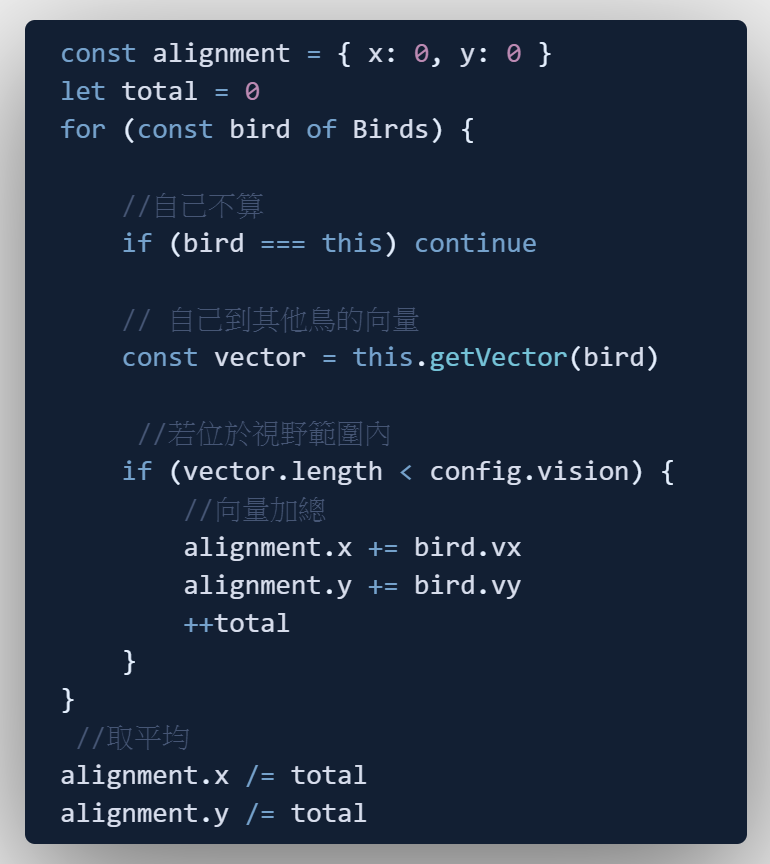 const alignment = { x: 0, y: 0 }
let total = 0
for (const bird of Birds) {
//自己不算
if (bird === this) continue
// 自己到其他鳥的向量
const vector = this.getVector(bird)
//若位於視野範圍內
if (vector.length < config.vision) {
//向量加總
alignment.x += bird.vx
alignment.y += bird.vy
++total
}
}
//取平均
alignment.x /= total
alignment.y /= total